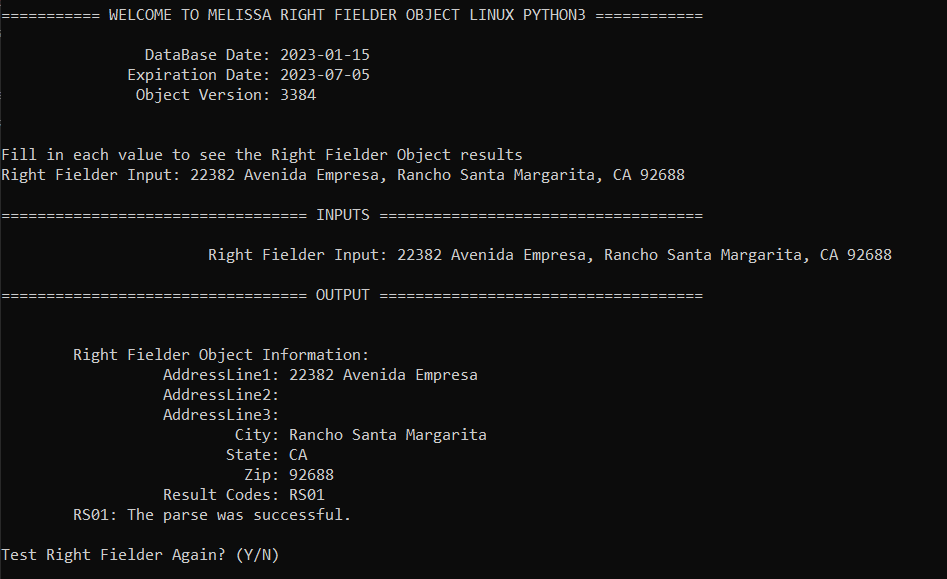 =========== WELCOME TO MELISSA RIGHT FIELDER OBJECT LINUX PYTHON3 ============
DataBase Date: 2023-01-15
Expiration Date: 2023-07-05
Object Version: 3384
Fill in each value to see the Right Fielder Object results
Right Fielder Input: 22382 Avenida Empresa, Rancho Santa Margarita, CA 92688
================================== INPUTS ====================================
Right Fielder Input: 22382 Avenida Empresa, Rancho Santa Margarita, CA 92688
================================== OUTPUT ====================================
Right Fielder Object Information:
AddressLine1: 22382 Avenida Empresa
AddressLine2:
AddressLine3:
City: Rancho Santa Margarita
State: CA
Zip: 92688
Result Codes: RS01
RS01: The parse was successful.
Test Right Fielder Again? (Y/N)